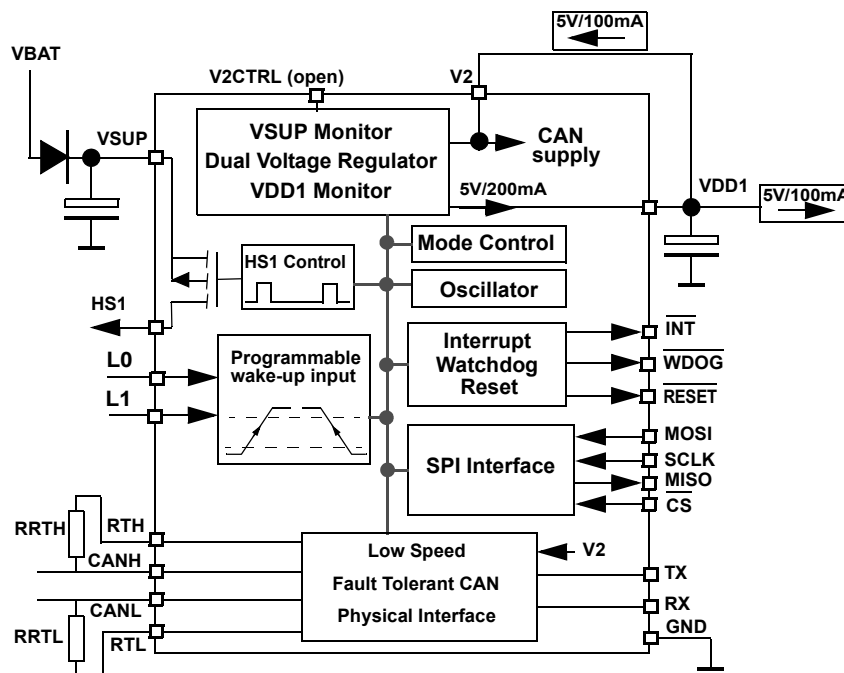 5V/100mA
VBAT
V2CTRL (open)
V2
VSUP
VSUP Monitor
Dual Voltage Regulator
VDD1 Monitor
CAN
supply
5V/200mA
VDD1
5V/100mA
Mode Control
HS1 Control
Oscillator
HS1
L0
L1
Programmable
wake-up input
Interrupt
Watchdog
Reset
INT
WDOG
RESET
SPI Interface
MOSI
SCLK
MISO
CS
RRTH
RTH
CANH
CANL
RRTL
RTL
Low Speed
Fault Tolerant CAN
Physical Interface
V2
TX
RX
GND